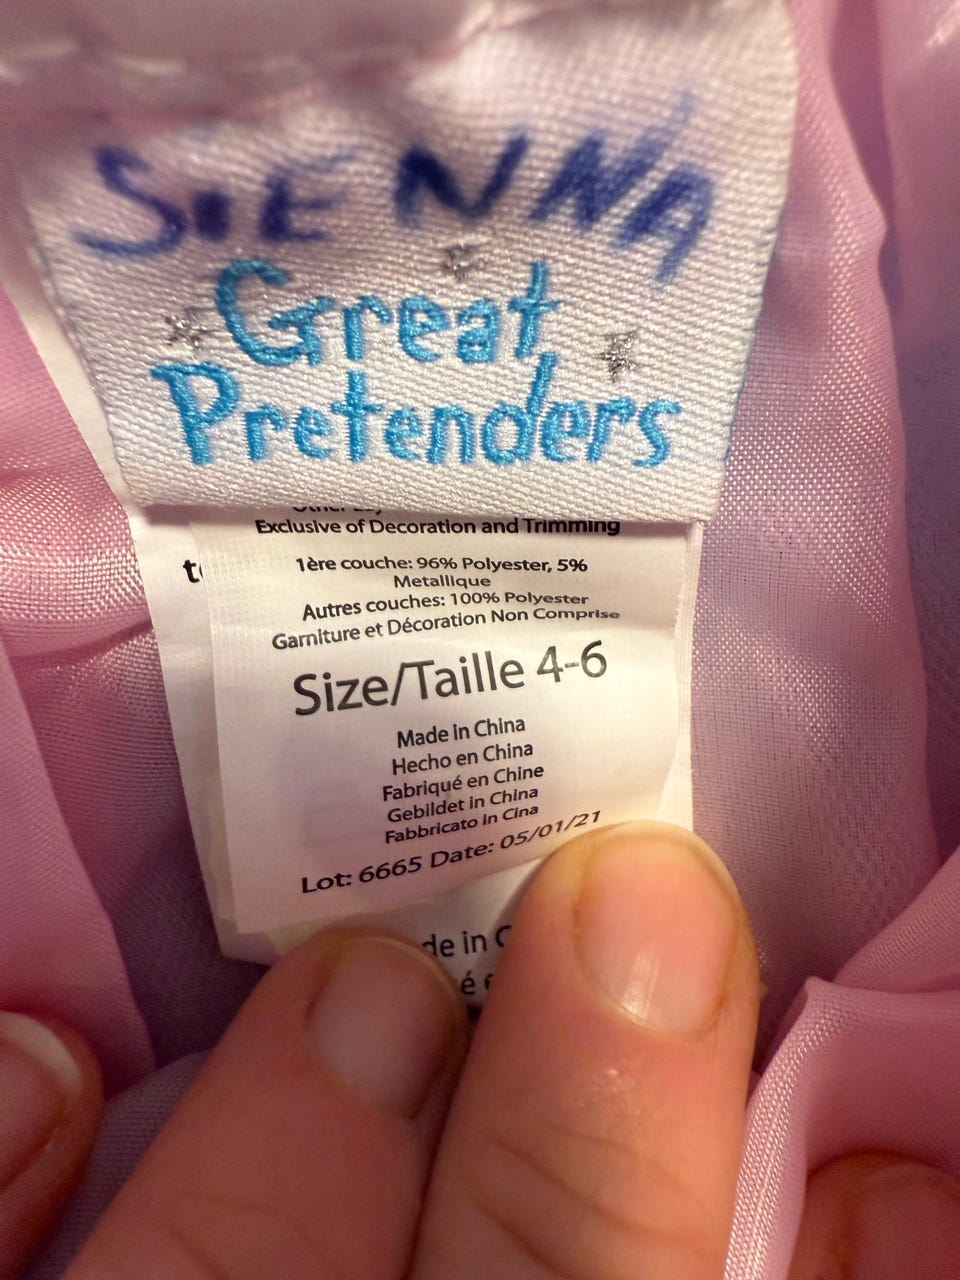 SIENNA
Great
Pretenders
Exclusive of Decoration and Trimming
1ère couche: 96% Polyester, 5%
Metallique
Autres couches: 100% Polyester
Garniture et Décoration Non Comprise
Size/Taille 4-6
Made in China
Hecho en China
Fabriqué en Chine
Gebildet in China
Fabbricato in Cina
Lot: 6665 Date: 05/01/21